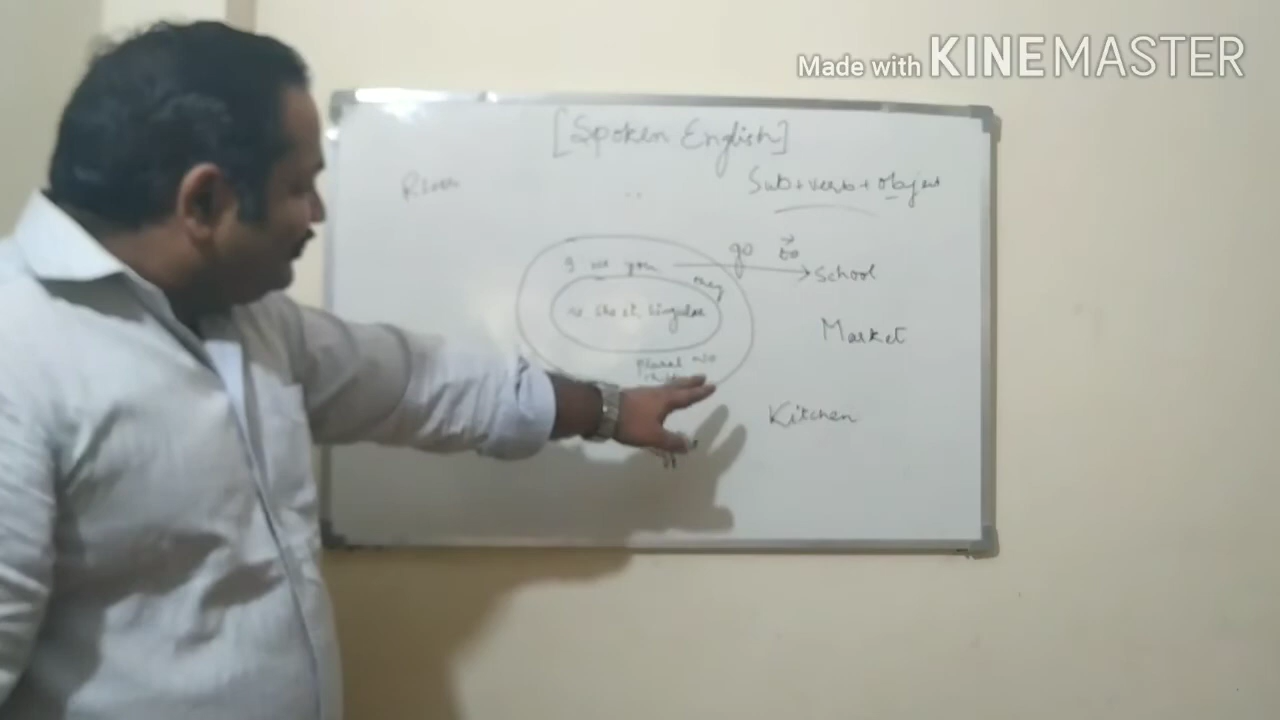 Made with KINEMASTER
[Spoken English]
Sub+verb+object
go to
I we you
School
they
he she it Singular
Market
Plural
Kitchen